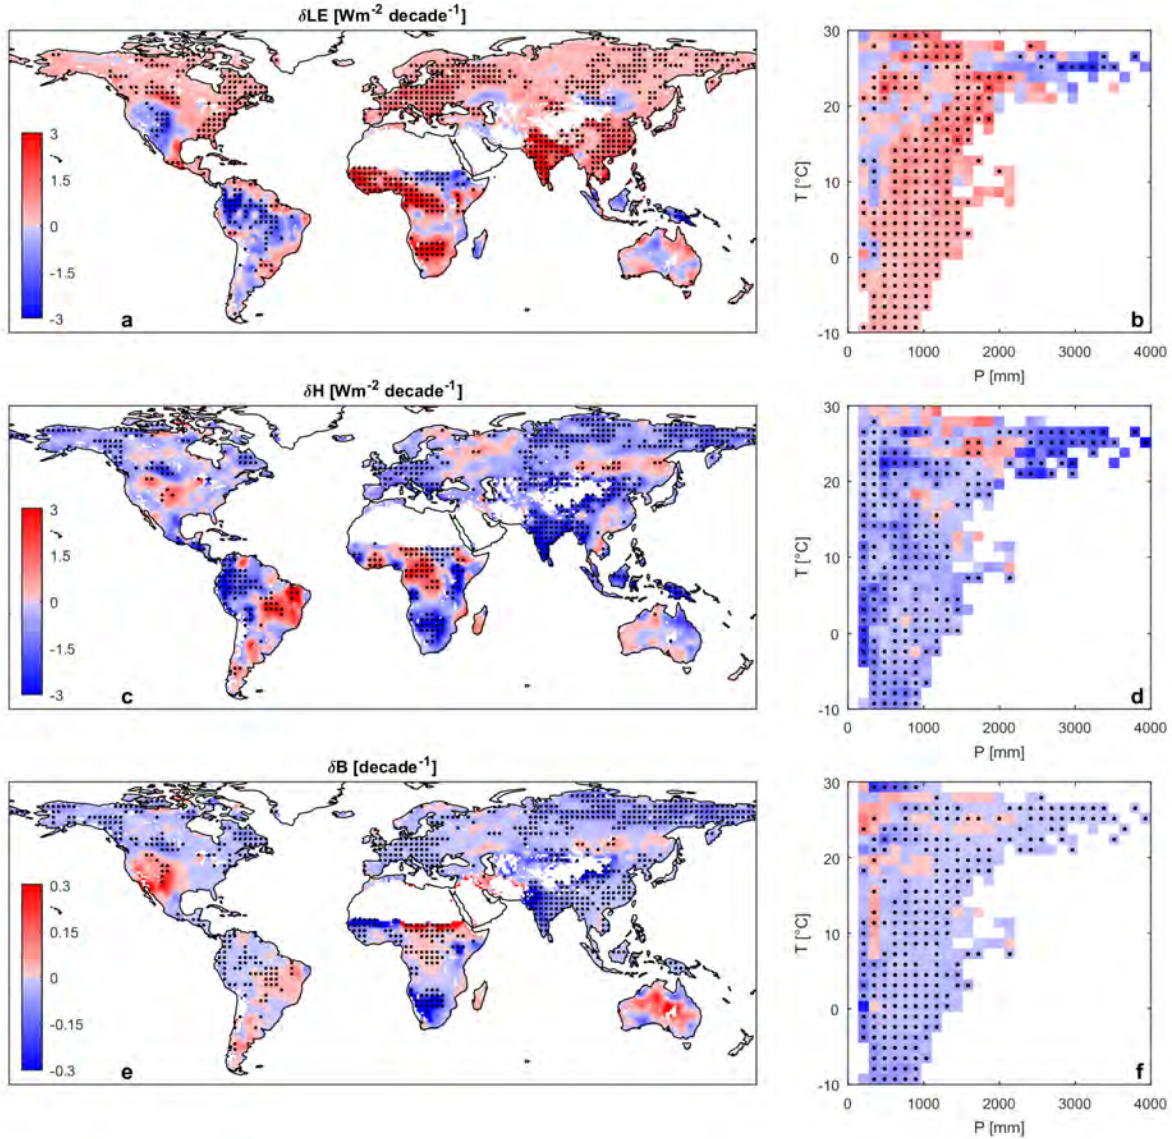 δLE [Wm⁻² decade⁻¹]
3
1.5
0
-1.5
-3
a
30
20
10
0
-10
T [°C]
0 1000 2000 3000 4000
P [mm]
b
δH [Wm⁻² decade⁻¹]
3
1.5
0
-1.5
-3
c
30
20
10
0
-10
T [°C]
0 1000 2000 3000 4000
P [mm]
d
δB [decade⁻¹]
0.3
0.15
0
-0.15
-0.3
e
30
20
10
0
-10
T [°C]
0 1000 2000 3000 4000
P [mm]
f